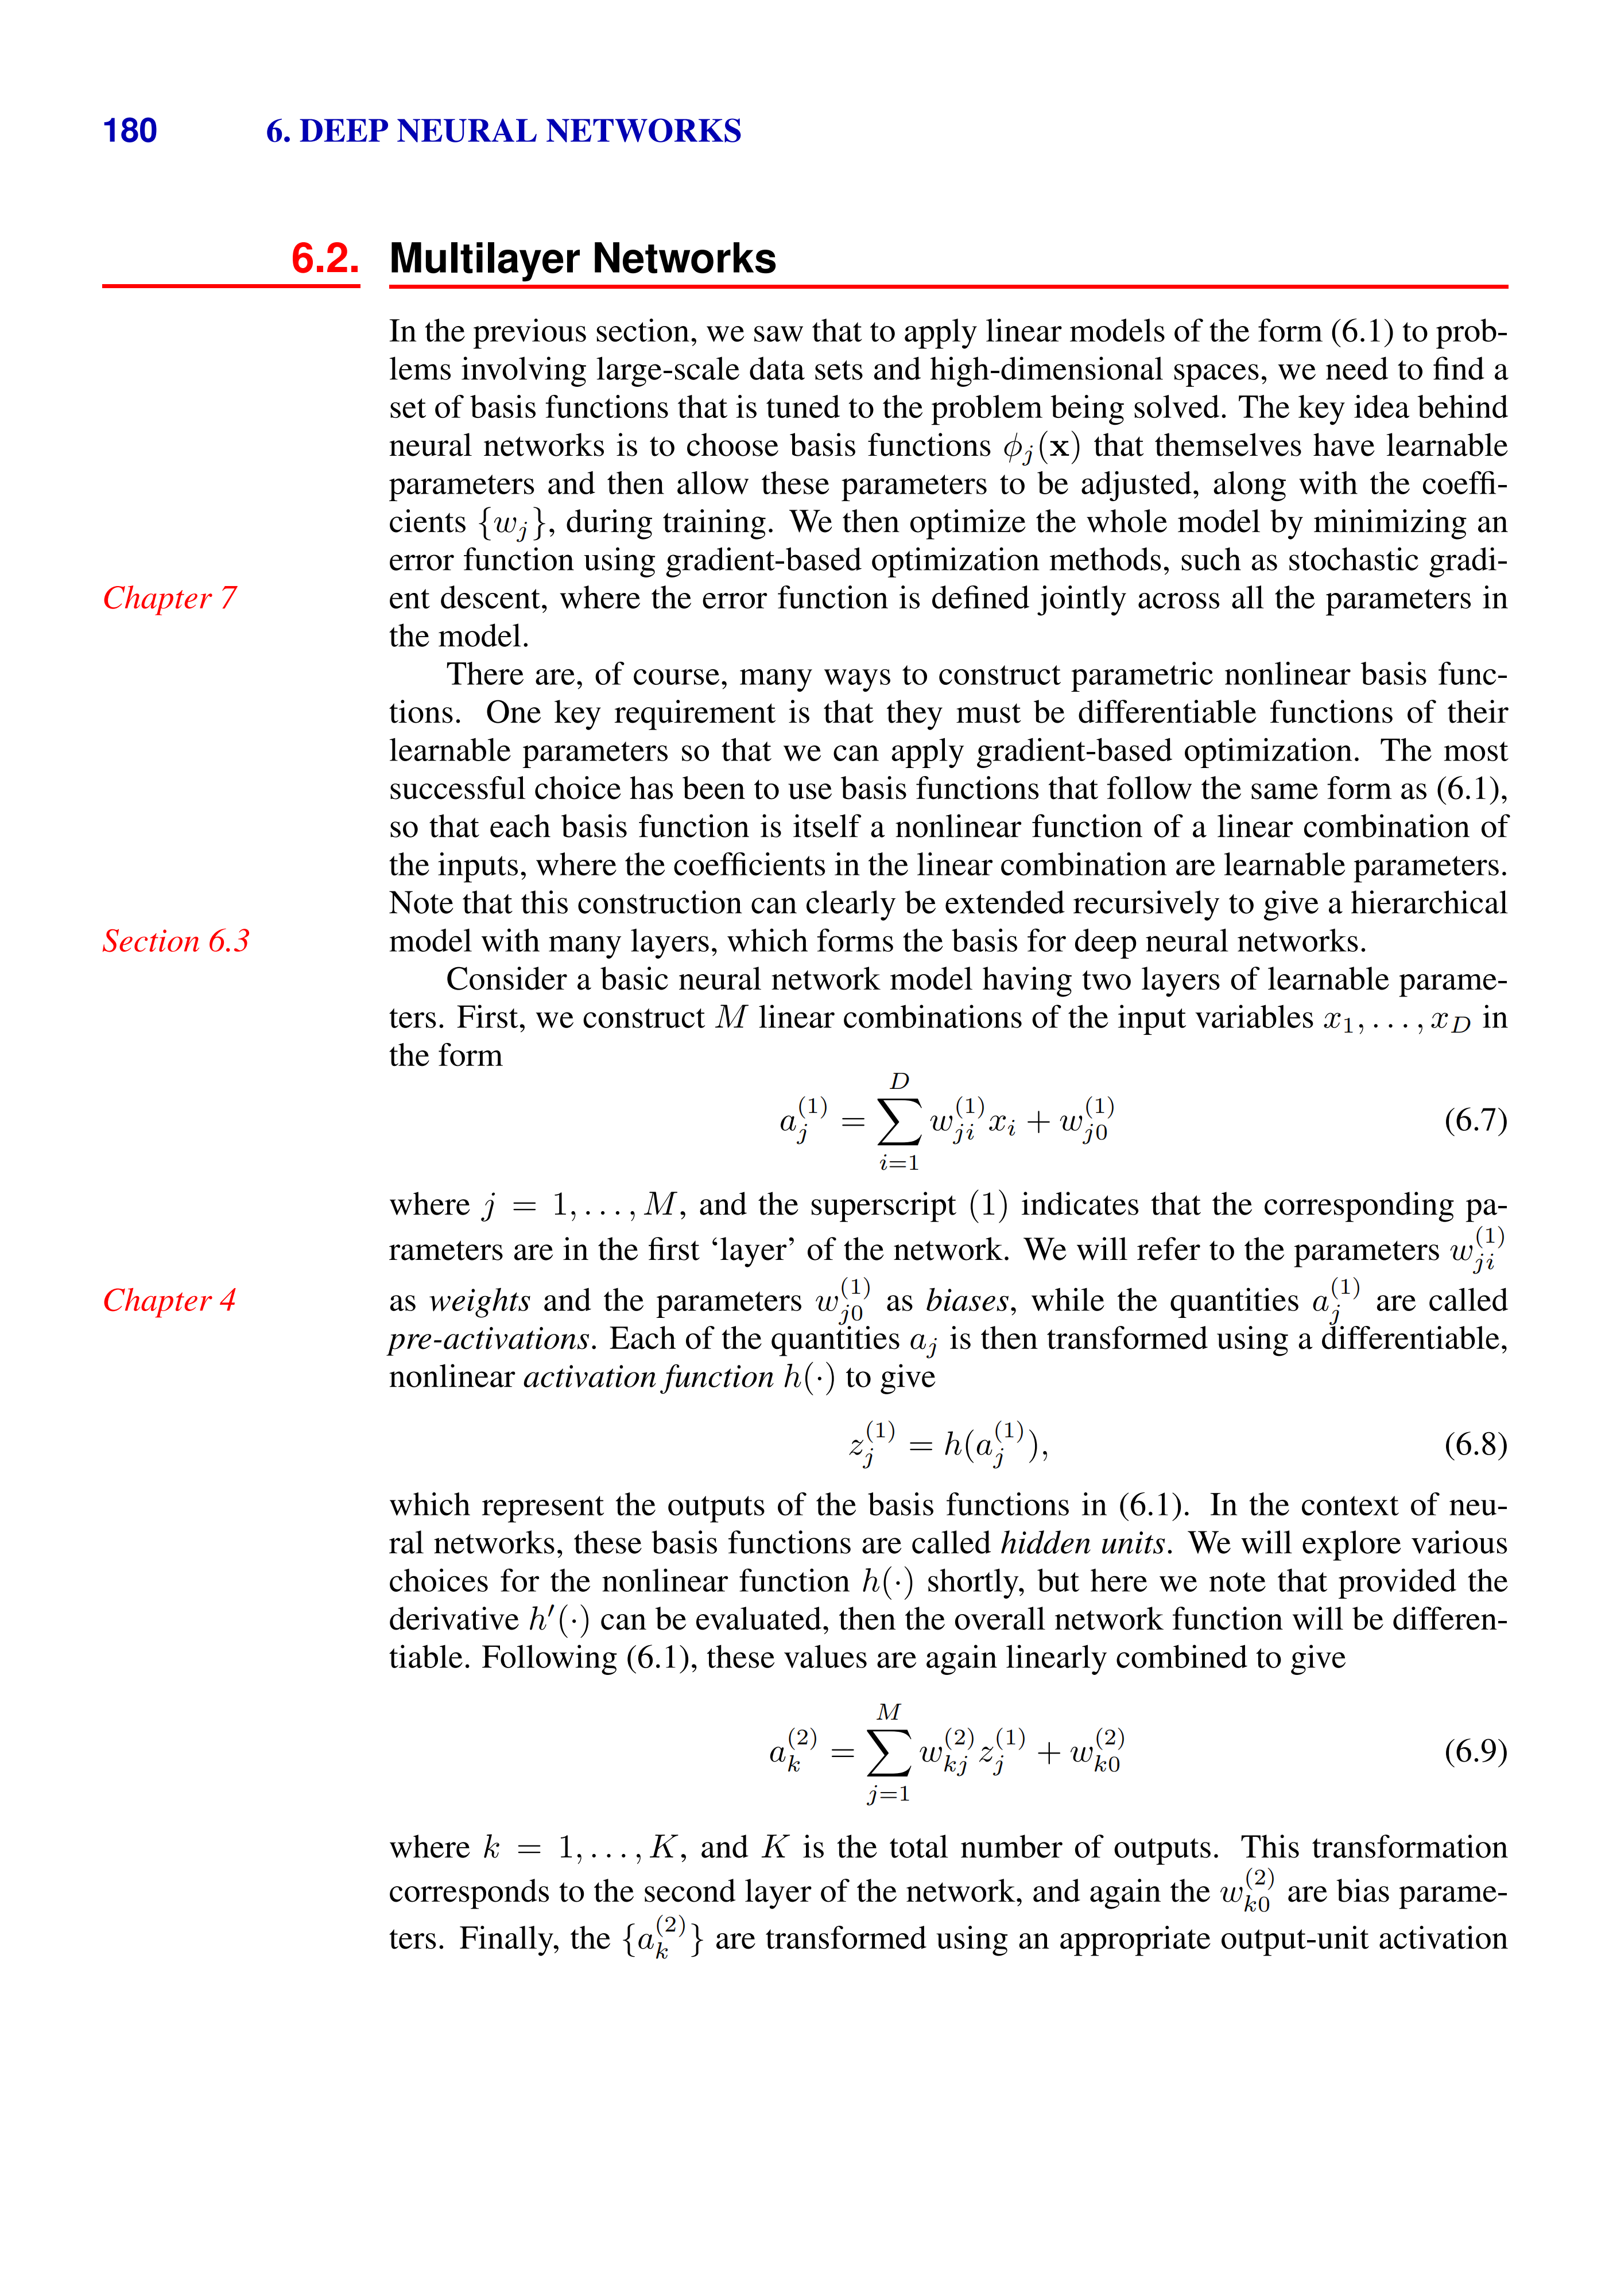 180 6. DEEP NEURAL NETWORKS
6.2. Multilayer Networks
In the previous section, we saw that to apply linear models of the form (6.1) to prob-
lems involving large-scale data sets and high-dimensional spaces, we need to find a
set of basis functions that is tuned to the problem being solved. The key idea behind
neural networks is to choose basis functions ϕⱼ(𝐱) that themselves have learnable
parameters and then allow these parameters to be adjusted, along with the coeffi-
cients {wⱼ}, during training. We then optimize the whole model by minimizing an
error function using gradient-based optimization methods, such as stochastic gradi-
Chapter 7 ent descent, where the error function is defined jointly across all the parameters in
the model.
There are, of course, many ways to construct parametric nonlinear basis func-
tions. One key requirement is that they must be differentiable functions of their
learnable parameters so that we can apply gradient-based optimization. The most
successful choice has been to use basis functions that follow the same form as (6.1),
so that each basis function is itself a nonlinear function of a linear combination of
the inputs, where the coefficients in the linear combination are learnable parameters.
Note that this construction can clearly be extended recursively to give a hierarchical
Section 6.3 model with many layers, which forms the basis for deep neural networks.
Consider a basic neural network model having two layers of learnable parame-
ters. First, we construct M linear combinations of the input variables x_1, . . . , x_D in
the form
a_j^{(1)} = \sum_{i=1}^{D} w_{ji}^{(1)} x_i + w_{j0}^{(1)} (6.7)
where j = 1, . . . , M, and the superscript (1) indicates that the corresponding pa-
rameters are in the first ‘layer’ of the network. We will refer to the parameters w_{ji}^{(1)}
Chapter 4 as weights and the parameters w_{j0}^{(1)} as biases, while the quantities a_j^{(1)} are called
pre-activations. Each of the quantities a_j is then transformed using a differentiable,
nonlinear activation function h(·) to give
z_j^{(1)} = h(a_j^{(1)}), (6.8)
which represent the outputs of the basis functions in (6.1). In the context of neu-
ral networks, these basis functions are called hidden units. We will explore various
choices for the nonlinear function h(·) shortly, but here we note that provided the
derivative h′(·) can be evaluated, then the overall network function will be differen-
tiable. Following (6.1), these values are again linearly combined to give
a_k^{(2)} = \sum_{j=1}^{M} w_{kj}^{(2)} z_j^{(1)} + w_{k0}^{(2)} (6.9)
where k = 1, . . . , K, and K is the total number of outputs. This transformation
corresponds to the second layer of the network, and again the w_{k0}^{(2)} are bias parame-
ters. Finally, the {a_k^{(2)}} are transformed using an appropriate output-unit activation